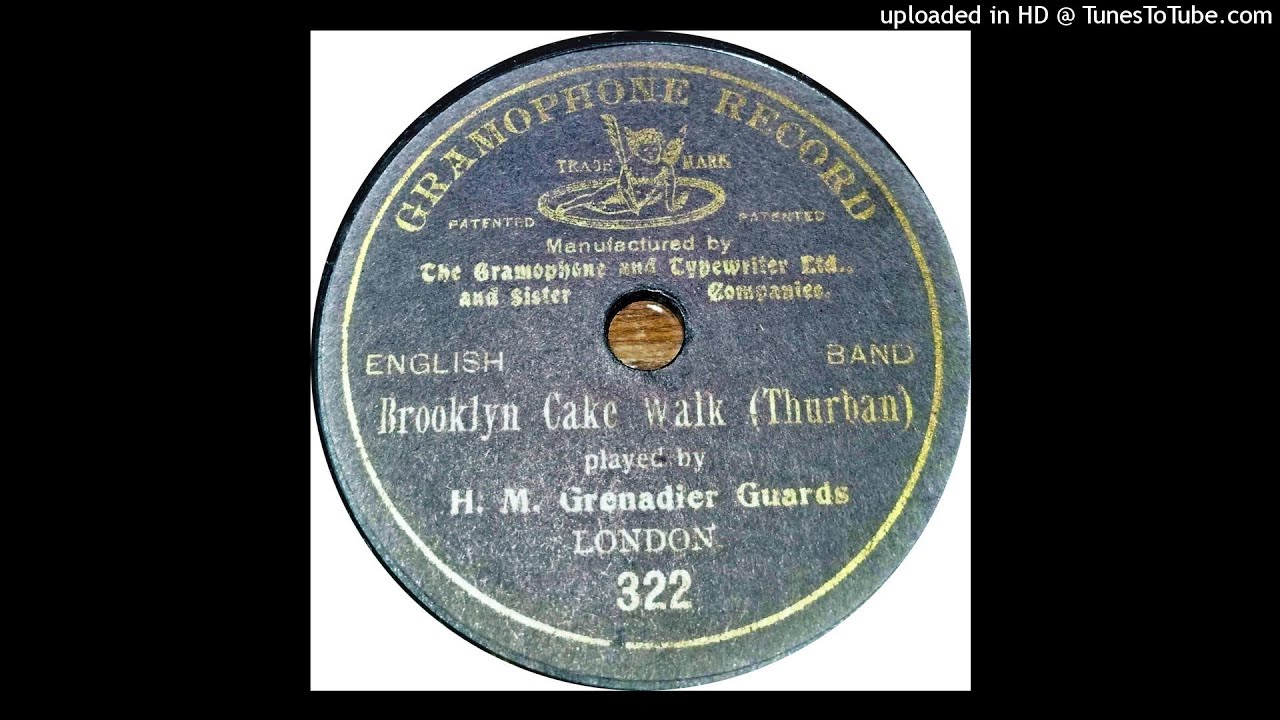 uploaded in HD @ TunesToTube.com
GRAMOPHONE RECORD
TRADE MARK
PATENTED PATENTED
Manufactured by
The Gramophone and Typewriter Ltd.,
and Sister Companies.
ENGLISH BAND
Brooklyn Cake Walk (Thurban)
played by
H. M. Grenadier Guards
LONDON
322